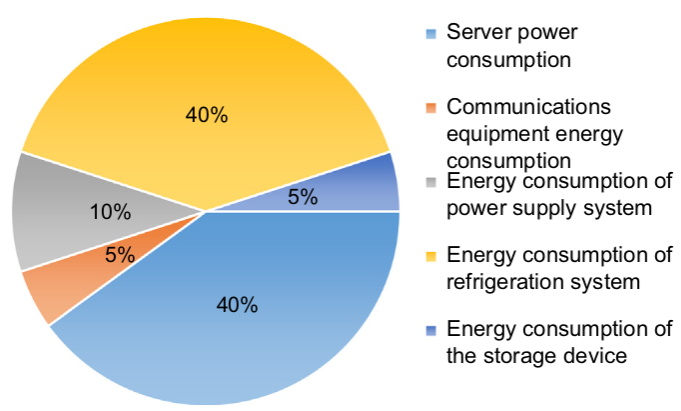 40%
5%
10%
5%
40%
Server power
consumption
Communications
equipment energy
consumption
Energy consumption of
power supply system
Energy consumption of
refrigeration system
Energy consumption of
the storage device